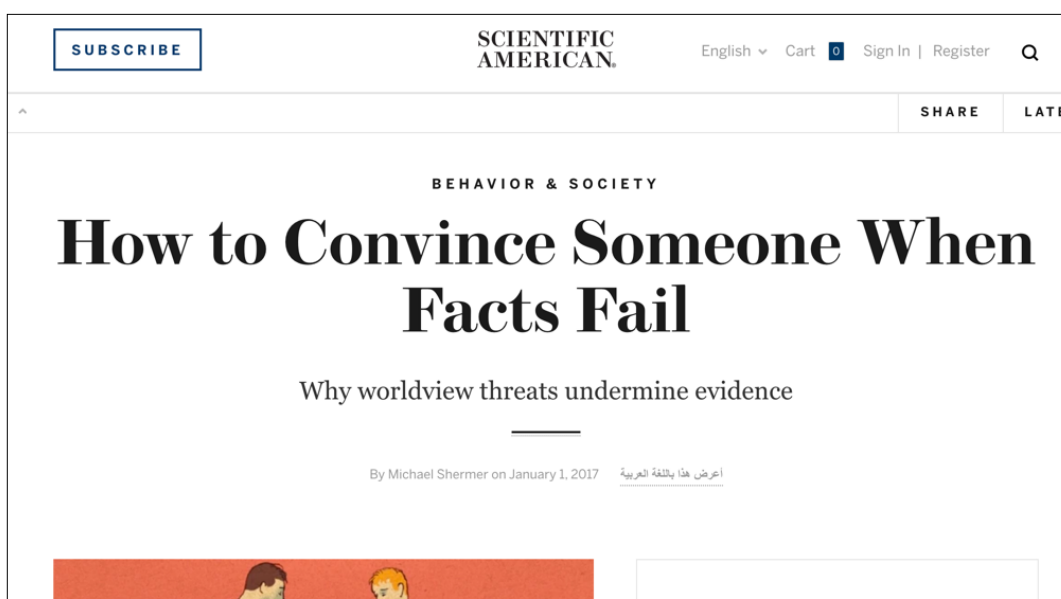 SUBSCRIBE
SCIENTIFIC
AMERICAN®
English Cart 0 Sign In | Register
SHARE
LATE
BEHAVIOR & SOCIETY
How to Convince Someone When
Facts Fail
Why worldview threats undermine evidence
By Michael Shermer on January 1, 2017
أعرض هذا باللغة العربية